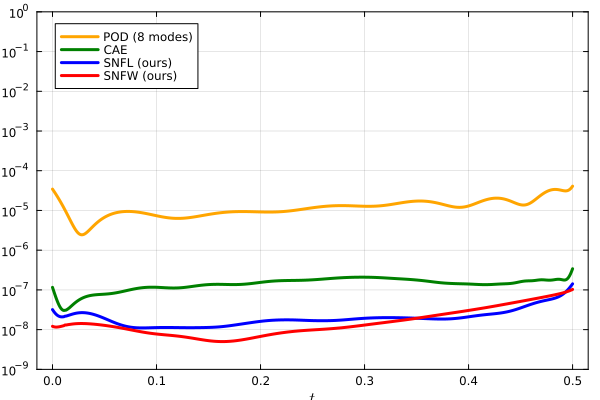 10⁰
10⁻¹
10⁻²
10⁻³
10⁻⁴
10⁻⁵
10⁻⁶
10⁻⁷
10⁻⁸
10⁻⁹
POD (8 modes)
CAE
SNFL (ours)
SNFW (ours)
0.0 0.1 0.2 0.3 0.4 0.5
t